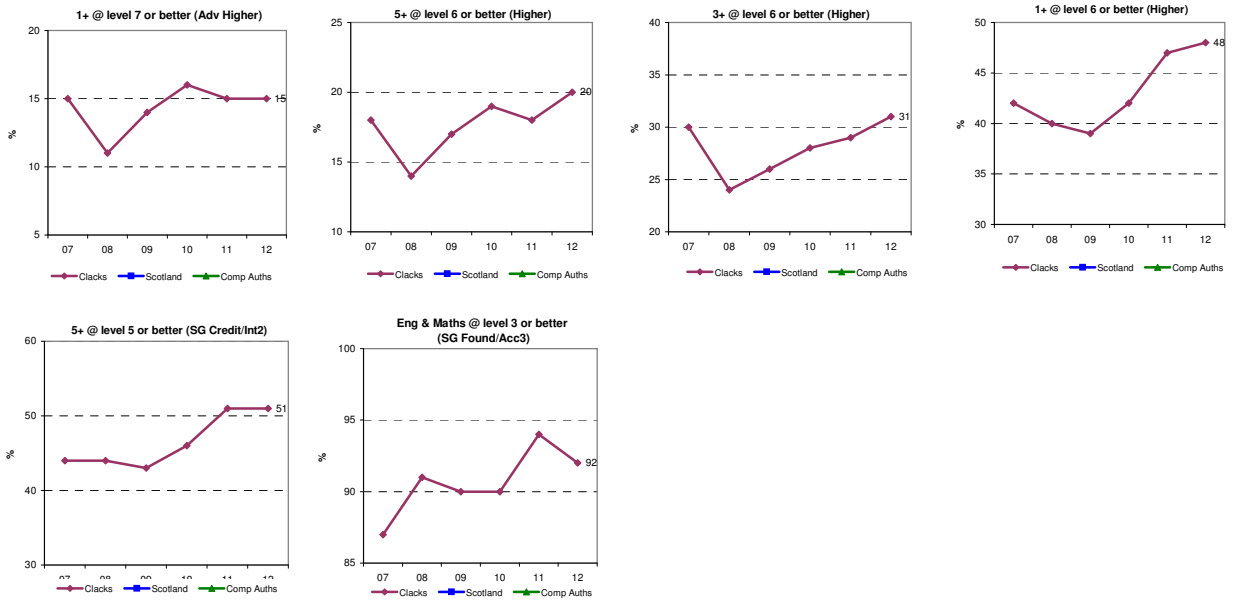 1+ @ level 7 or better (Adv Higher)
20
15
10
5
%
15
07 08 09 10 11 12
Clacks Scotland Comp Auths
5+ @ level 6 or better (Higher)
25
20
15
10
%
20
07 08 09 10 11 12
Clacks Scotland Comp Auths
3+ @ level 6 or better (Higher)
40
35
30
25
20
%
31
07 08 09 10 11 12
Clacks Scotland Comp Auths
1+ @ level 6 or better (Higher)
50
45
40
35
30
%
48
07 08 09 10 11 12
Clacks Scotland Comp Auths
5+ @ level 5 or better (SG Credit/Int2)
60
50
40
30
%
51
07 08 09 10 11 12
Clacks Scotland Comp Auths
Eng & Maths @ level 3 or better
(SG Found/Acc3)
100
95
90
85
%
92
07 08 09 10 11 12
Clacks Scotland Comp Auths